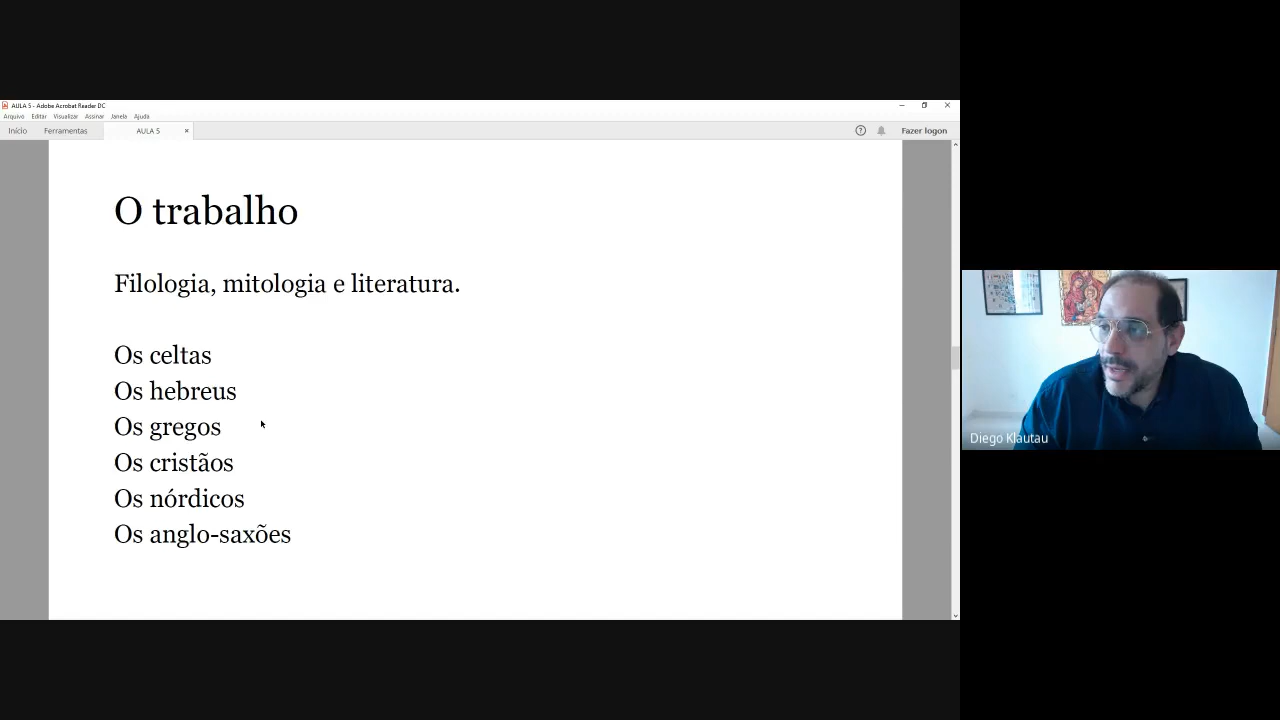 AULA 5 - Adobe Acrobat Reader DC
Arquivo Editar Visualizar Assinar Janela Ajuda
Início Ferramentas AULA 5 Fazer logon
O trabalho
Filologia, mitologia e literatura.
Os celtas
Os hebreus
Os gregos
Os cristãos
Os nórdicos
Os anglo-saxões
Diego Klautau